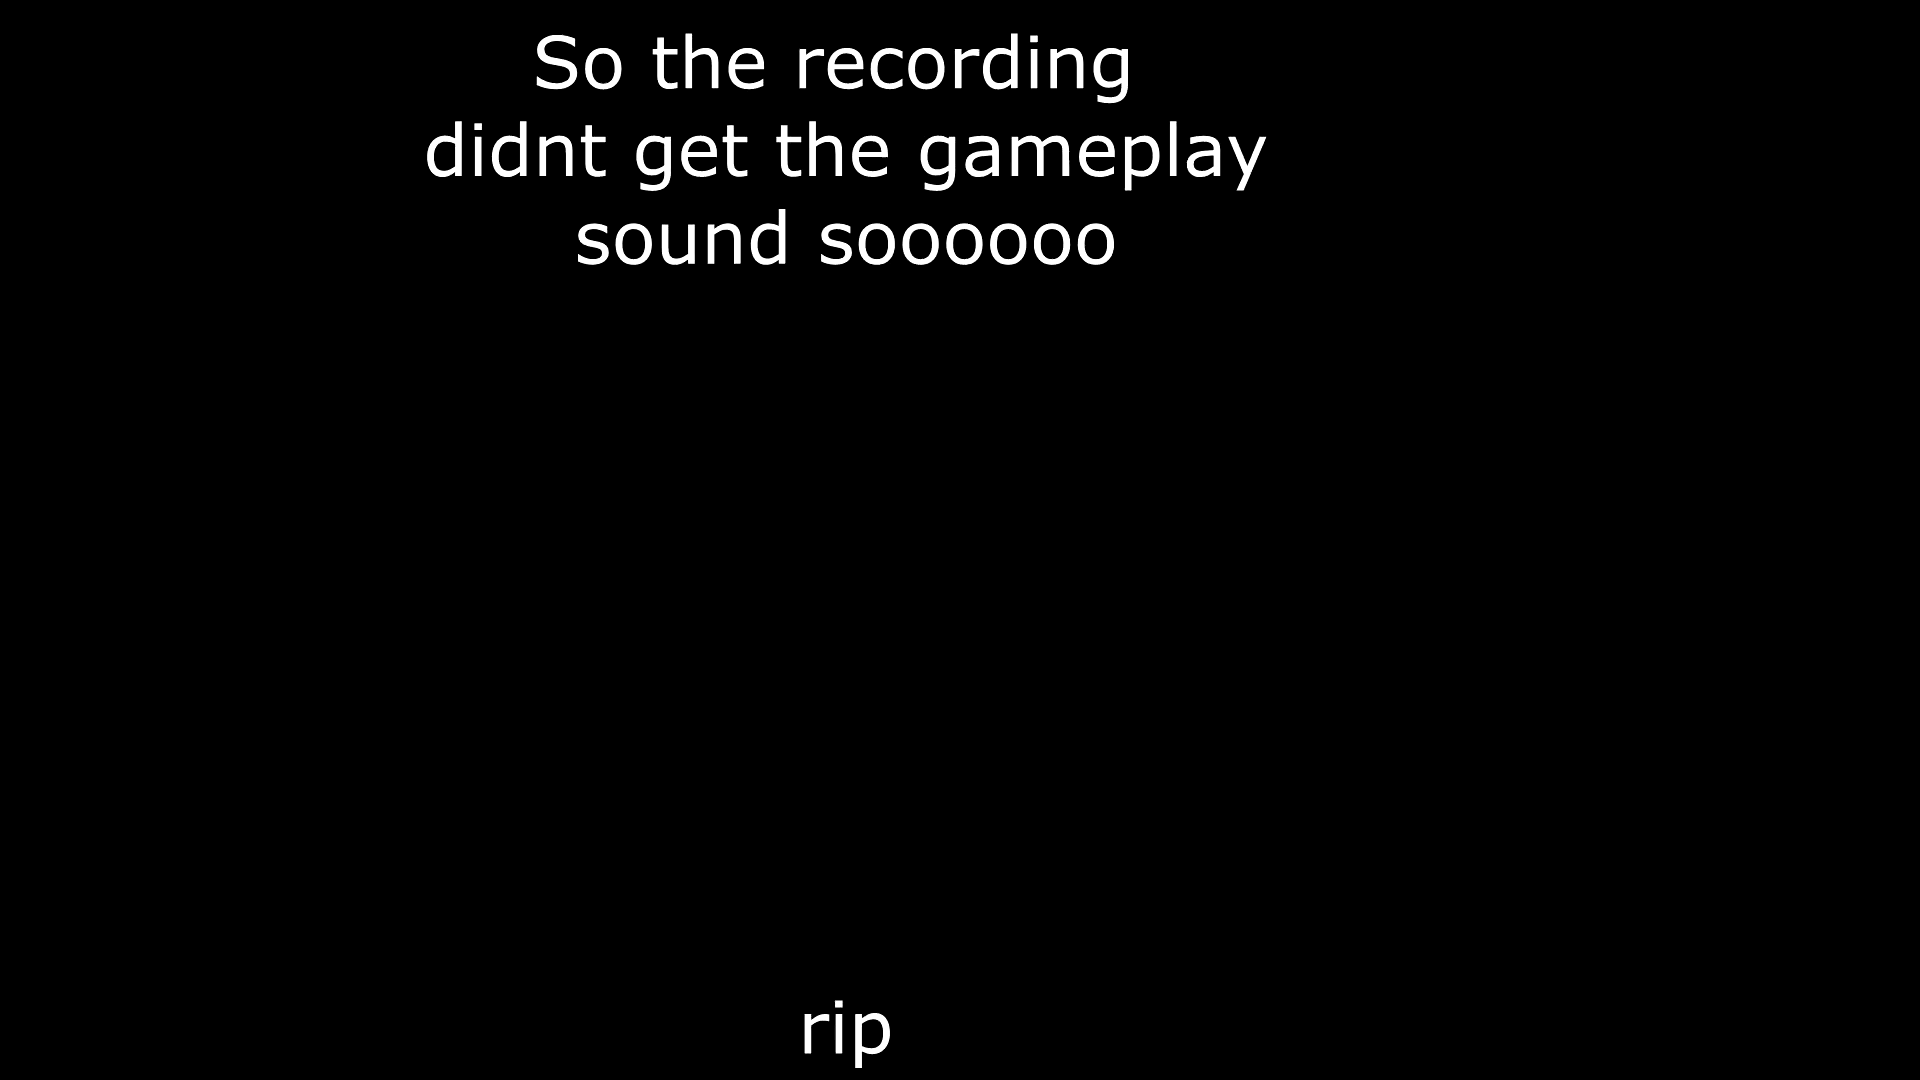 So the recording
didnt get the gameplay
sound soooooo
rip